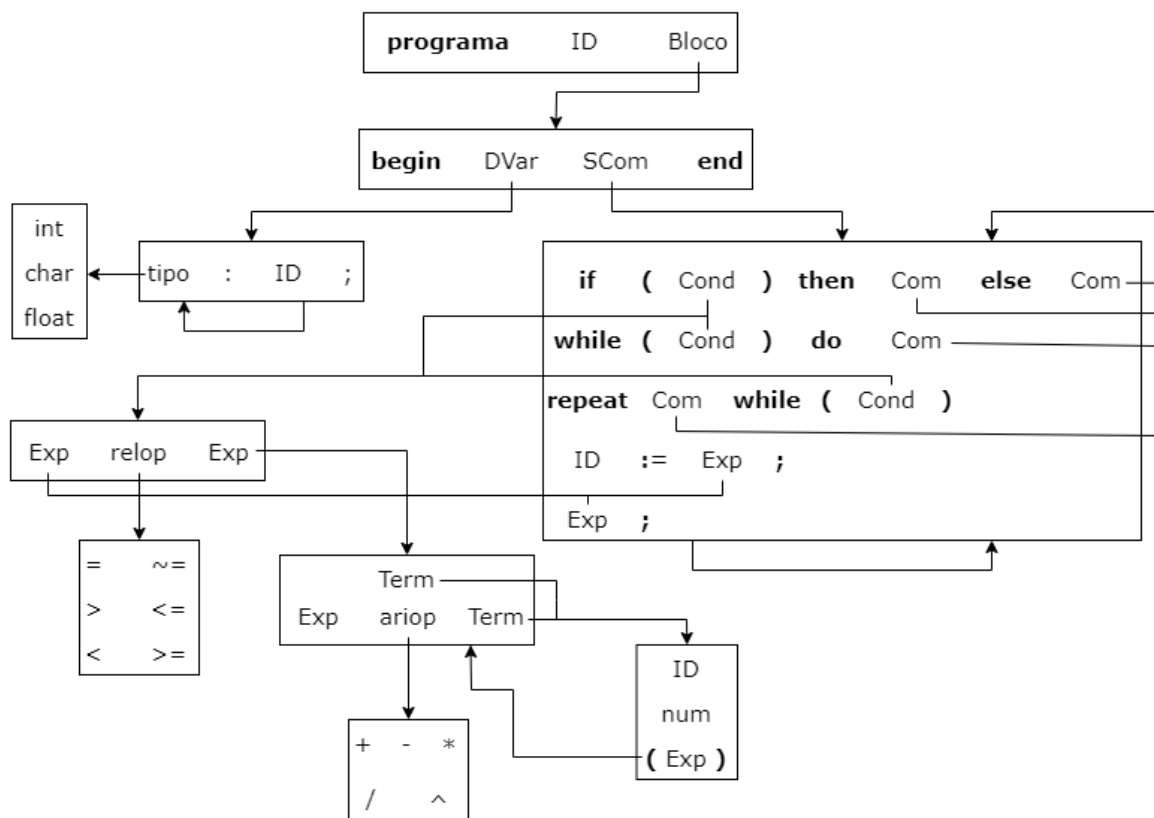 programa ID Bloco
begin DVar SCom end
int
char
float
tipo : ID ;
if ( Cond ) then Com else Com
while ( Cond ) do Com
repeat Com while ( Cond )
ID := Exp ;
Exp ;
Exp relop Exp
= ~=
> <=
< >=
Term
Exp ariop Term
ID
num
( Exp )
+ - *
/ ^